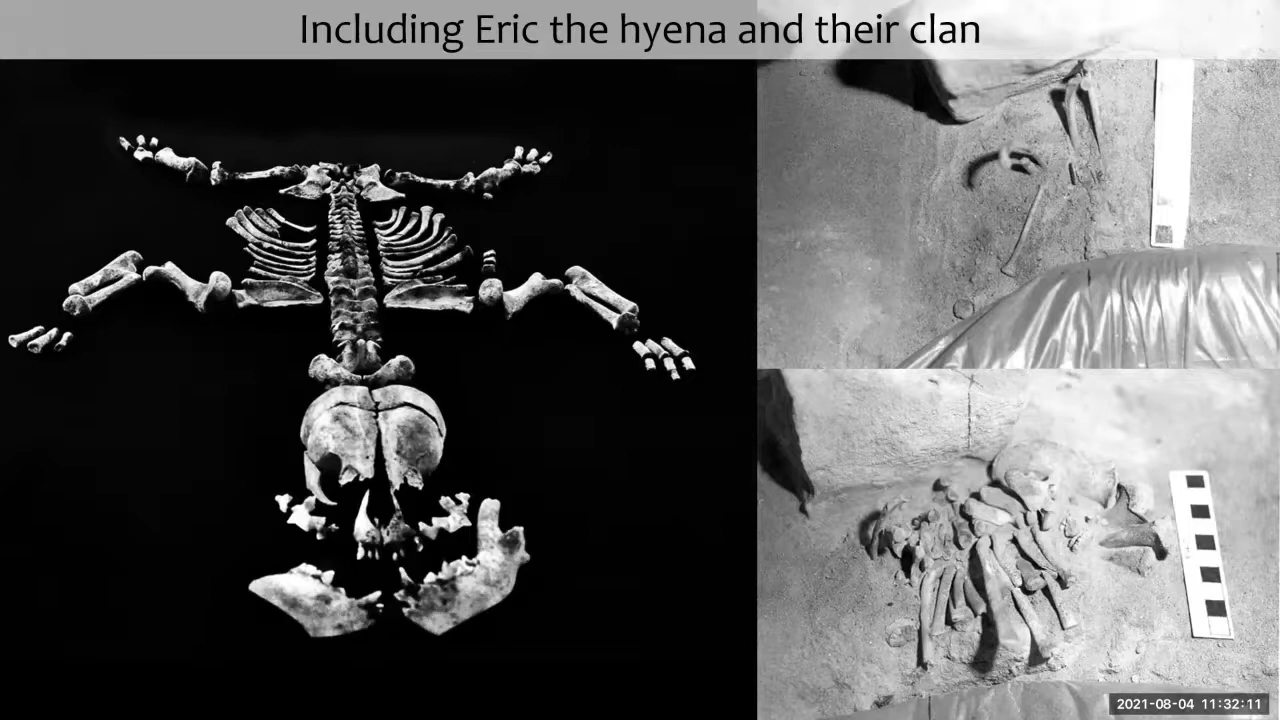 Including Eric the hyena and their clan
2021-08-04 11:32:11